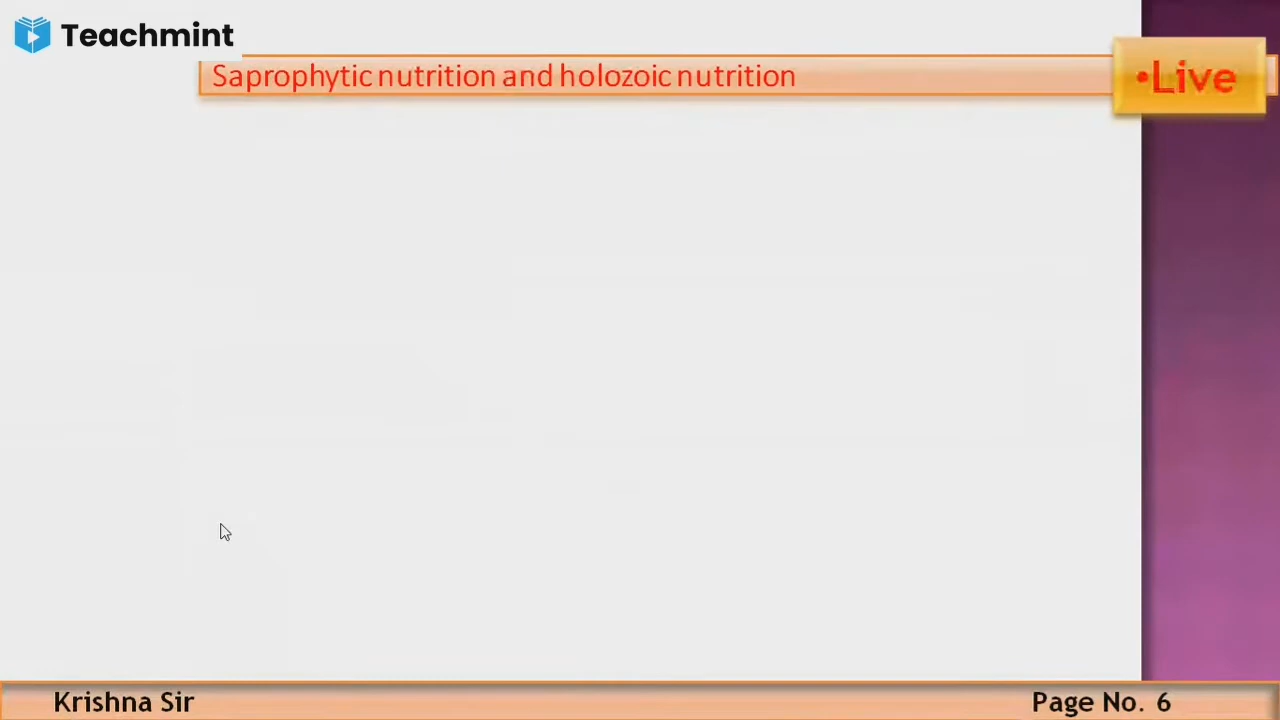 Teachmint
Saprophytic nutrition and holozoic nutrition
•Live
Krishna Sir
Page No. 6